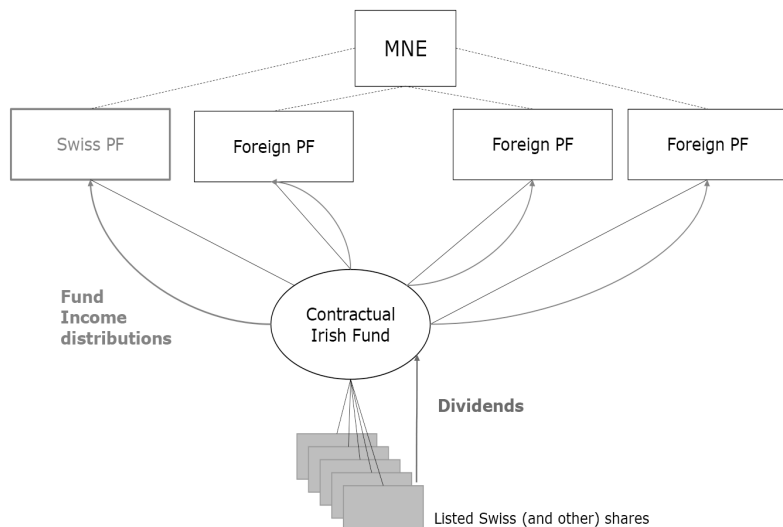 MNE
Swiss PF
Foreign PF
Foreign PF
Foreign PF
Fund
Income
distributions
Contractual
Irish Fund
Dividends
Listed Swiss (and other) shares